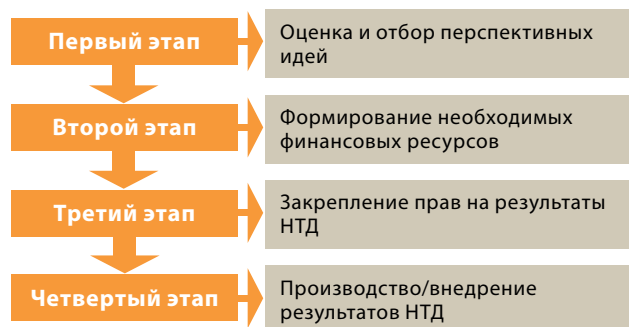 Первый этап
Оценка и отбор перспективных
идей
Второй этап
Формирование необходимых
финансовых ресурсов
Третий этап
Закрепление прав на результаты
НТД
Четвертый этап
Производство/внедрение
результатов НТД